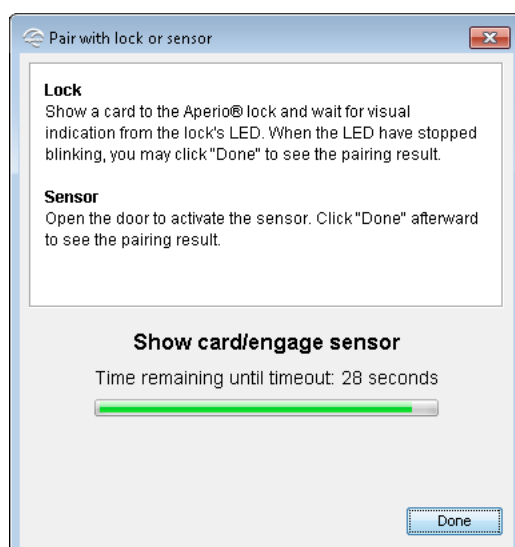 Pair with lock or sensor
Lock
Show a card to the Aperio® lock and wait for visual
indication from the lock's LED. When the LED have stopped
blinking, you may click "Done" to see the pairing result.
Sensor
Open the door to activate the sensor. Click "Done" afterward
to see the pairing result.
Show card/engage sensor
Time remaining until timeout: 28 seconds
Done